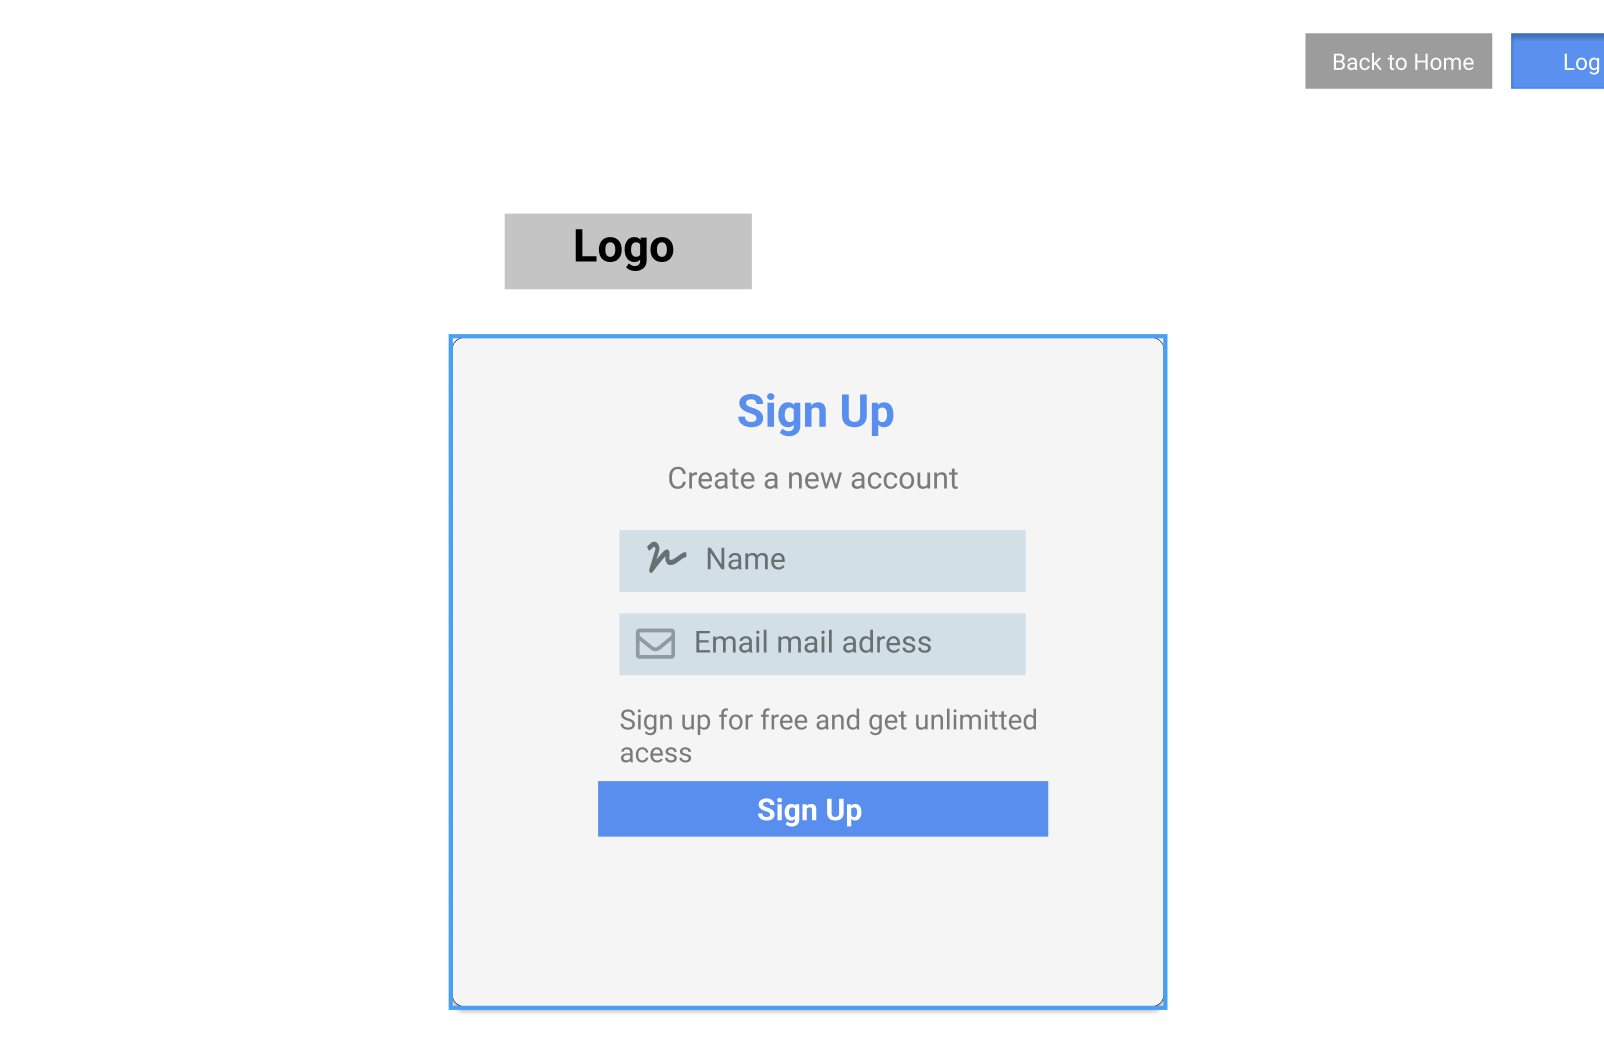 Back to Home
Log
Logo
Sign Up
Create a new account
Name
Email mail adress
Sign up for free and get unlimitted
acess
Sign Up